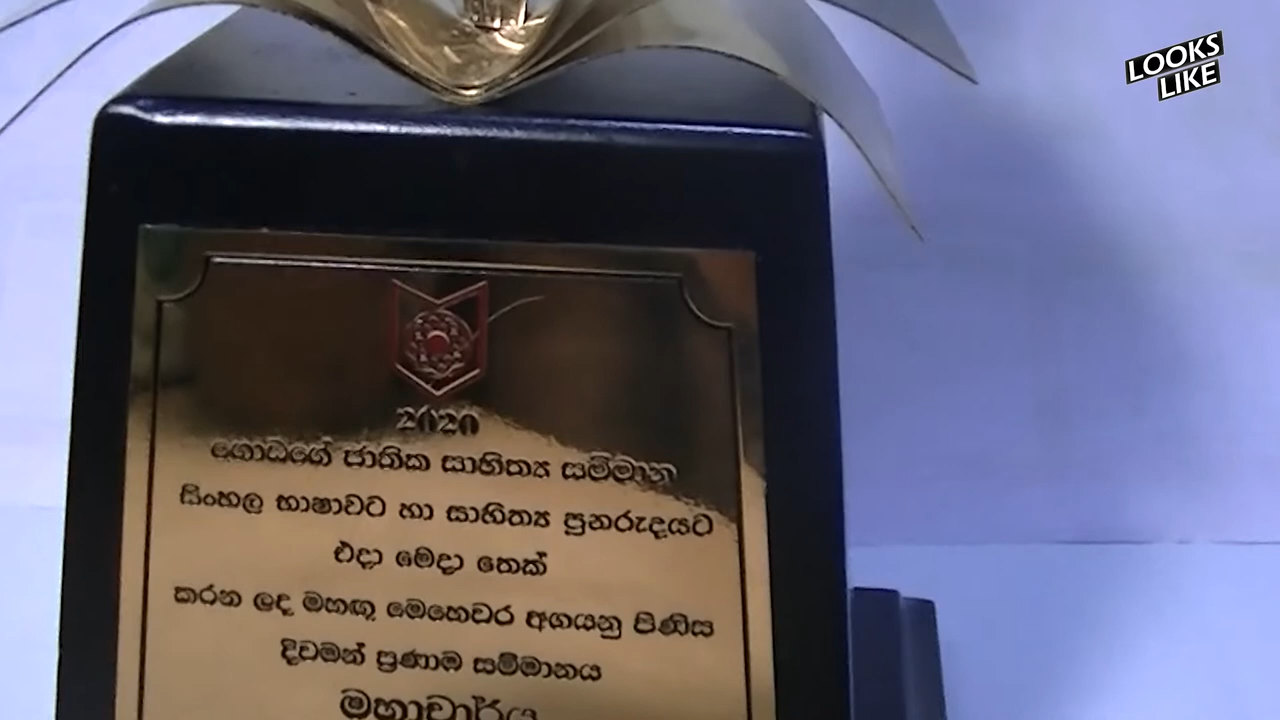 LOOKS
LIKE
2020
ගොඩගේ ජාතික සාහිත්‍ය සම්මාන
සිංහල භාෂාවට හා සාහිත්‍ය පුනරුදයට
එදා මෙදා තෙක්
කරන ලද මහඟු මෙහෙවර අගයනු පිණිස
දිවමන් ප්‍රණාම සම්මානය
මහාචාර්ය